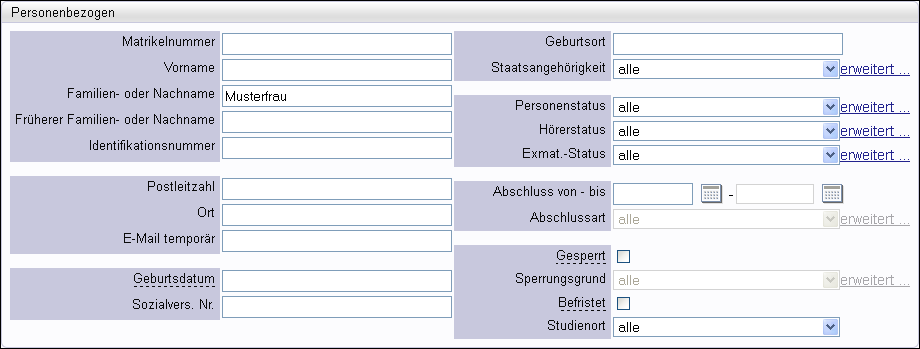 Personenbezogen
Matrikelnummer
Vorname
Familien- oder Nachname Musterfrau
Früherer Familien- oder Nachname
Identifikationsnummer
Postleitzahl
Ort
E-Mail temporär
Geburtsdatum
Sozialvers. Nr.
Geburtsort
Staatsangehörigkeit alle erweitert ...
Personenstatus alle erweitert ...
Hörerstatus alle erweitert ...
Exmat.-Status alle erweitert ...
Abschluss von - bis -
Abschlussart alle erweitert ...
Gesperrt
Sperrungsgrund alle erweitert ...
Befristet
Studienort alle